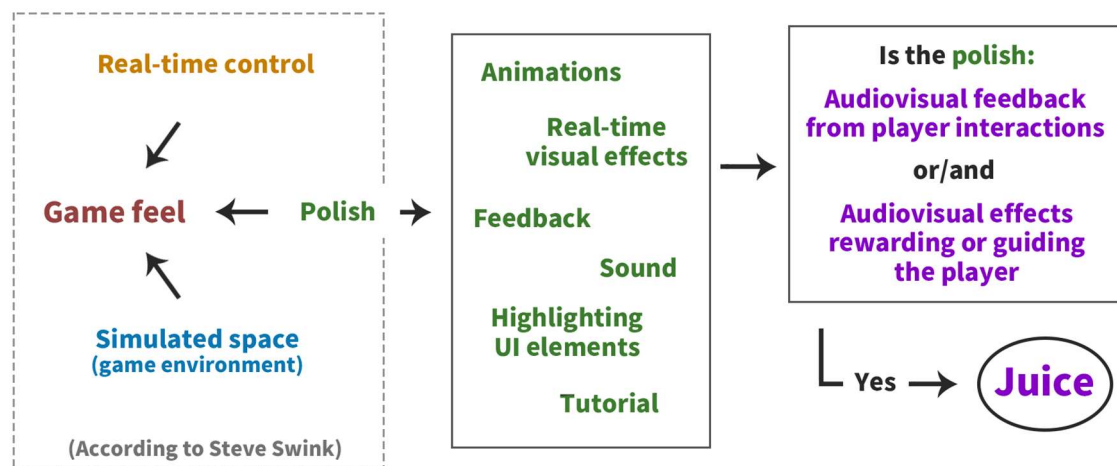 Real-time control
Game feel
Polish
Simulated space
(game environment)
(According to Steve Swink)
Animations
Real-time
visual effects
Feedback
Sound
Highlighting
UI elements
Tutorial
Is the polish:
Audiovisual feedback
from player interactions
or/and
Audiovisual effects
rewarding or guiding
the player
Yes
Juice